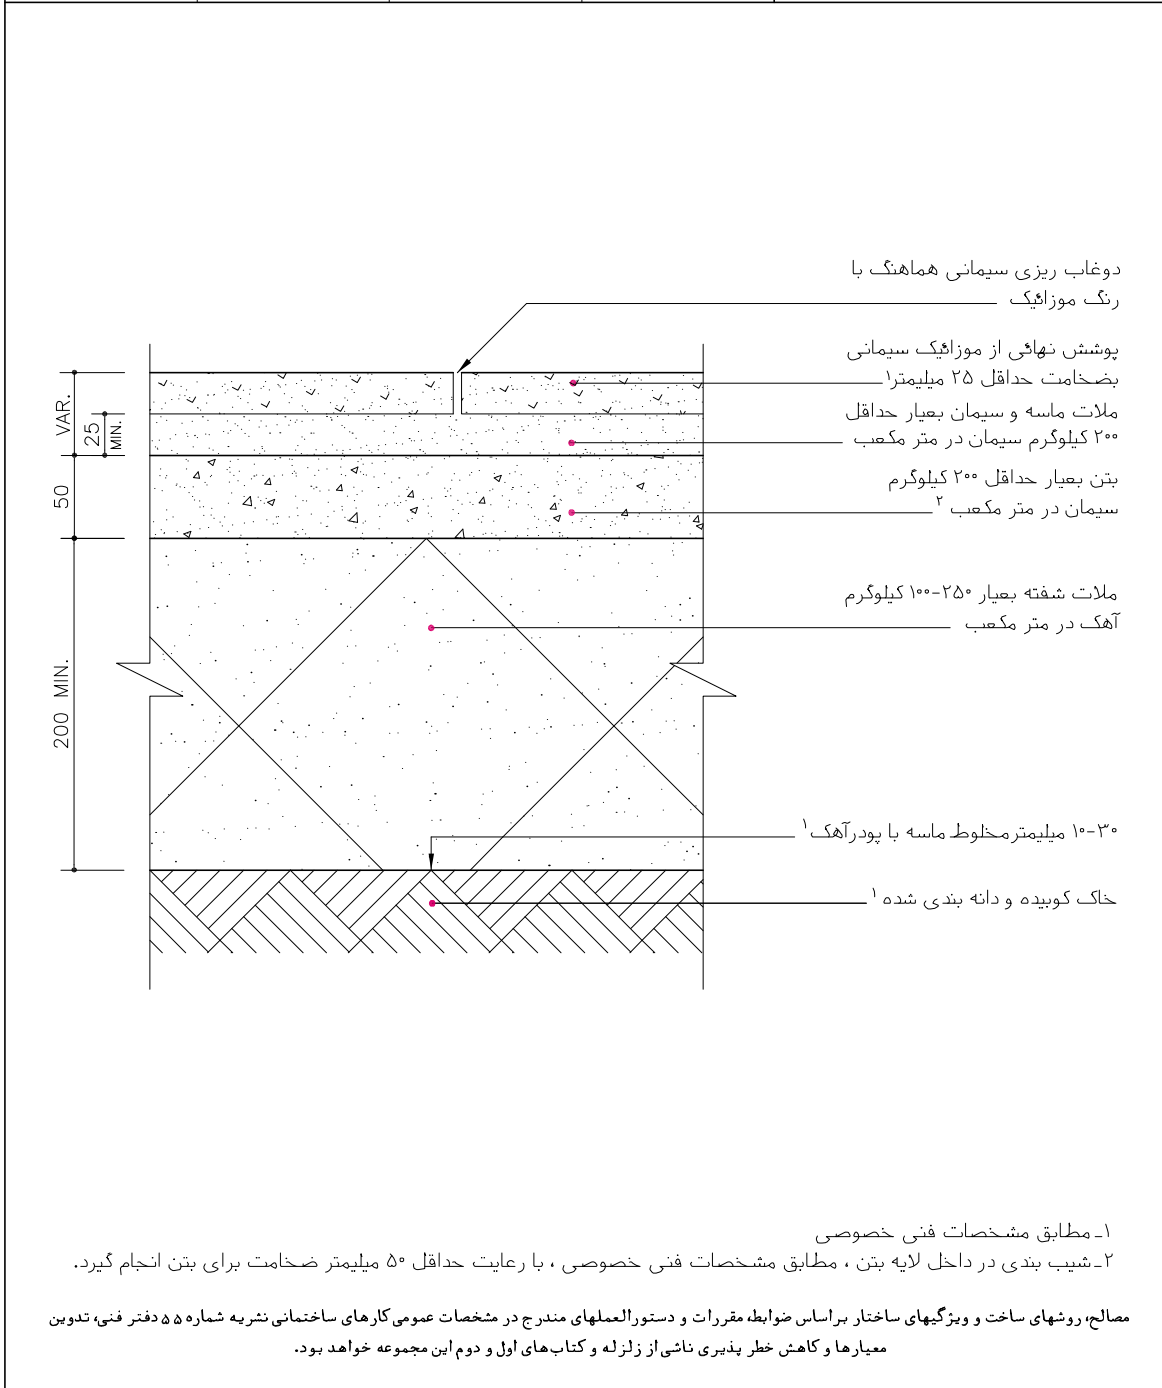 دوغاب ریزی سیمانی هماهنگ با
رنگ موزائیک
پوشش نهائی از موزائیک سیمانی
بضخامت حداقل ۲۵ میلیمتر۱
ملات ماسه و سیمان بعیار حداقل
۲۰۰ کیلوگرم سیمان در متر مکعب
بتن بعیار حداقل ۲۰۰ کیلوگرم
سیمان در متر مکعب ۲
ملات شفته بعیار ۲۵۰-۱۰۰ کیلوگرم
آهک در متر مکعب
۳۰-۱۰ میلیمتر مخلوط ماسه با پودر آهک ۱
خاک کوبیده و دانه بندی شده ۱
VAR.
25
MIN.
50
200 MIN.
۱ـ مطابق مشخصات فنی خصوصی
۲ـ شیب بندی در داخل لایه بتن ، مطابق مشخصات فنی خصوصی ، با رعایت حداقل ۵۰ میلیمتر ضخامت برای بتن انجام گیرد.
مصالح، روشهای ساخت و ویژگیهای ساختار براساس ضوابط، مقررات و دستورالعملهای مندرج در مشخصات عمومی کارهای ساختمانی نشریه شماره ۵۵ دفتر فنی، تدوین
معیارها و کاهش خطر پذیری ناشی از زلزله و کتاب‌های اول و دوم این مجموعه خواهد بود.